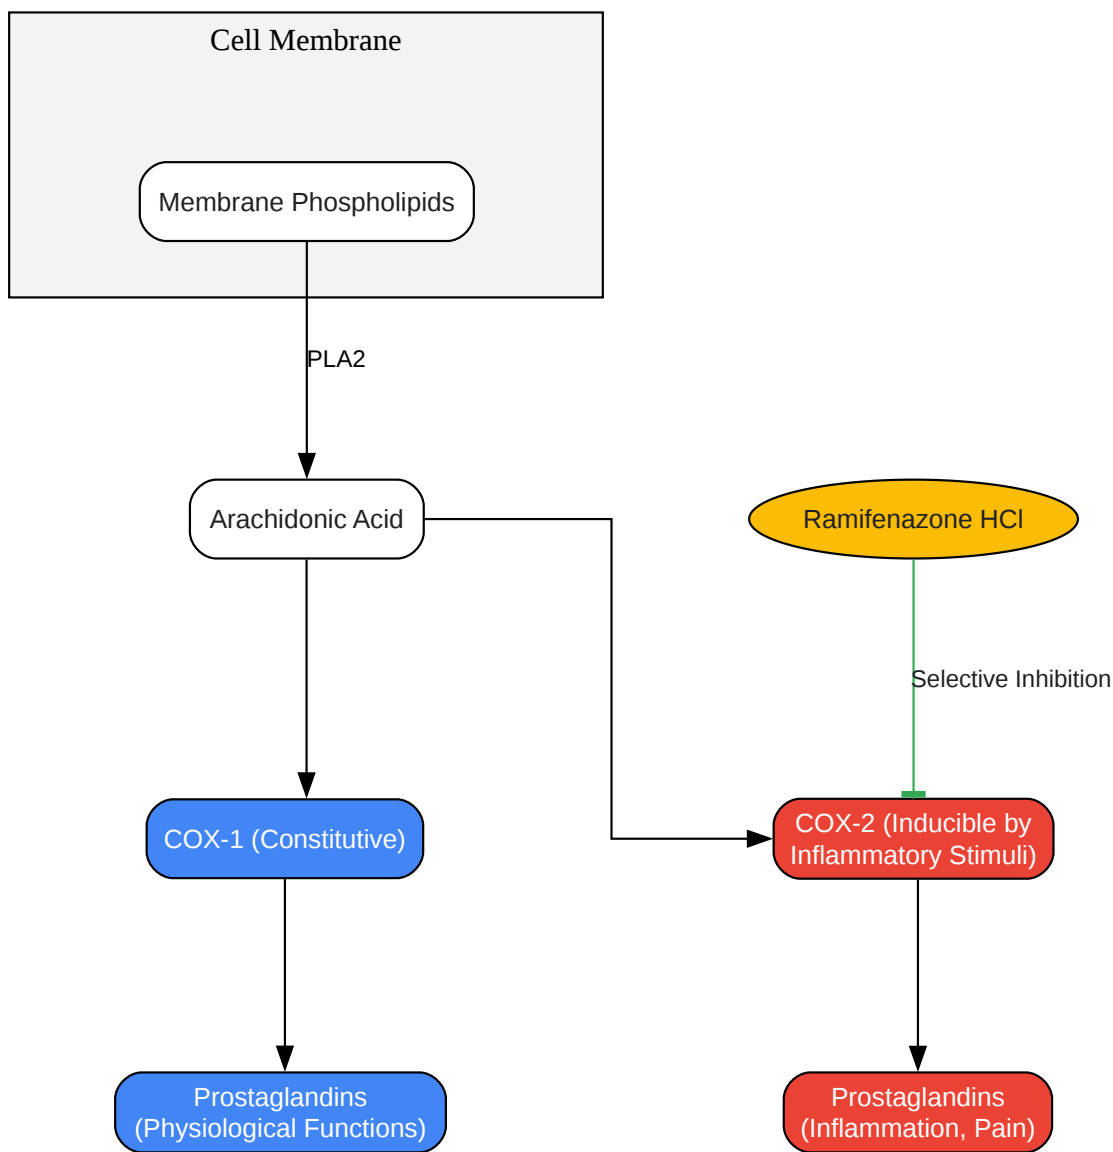 Cell Membrane
Membrane Phospholipids
PLA2
Arachidonic Acid
Ramifenazone HCl
Selective Inhibition
COX-1 (Constitutive)
COX-2 (Inducible by
Inflammatory Stimuli)
Prostaglandins
(Physiological Functions)
Prostaglandins
(Inflammation, Pain)